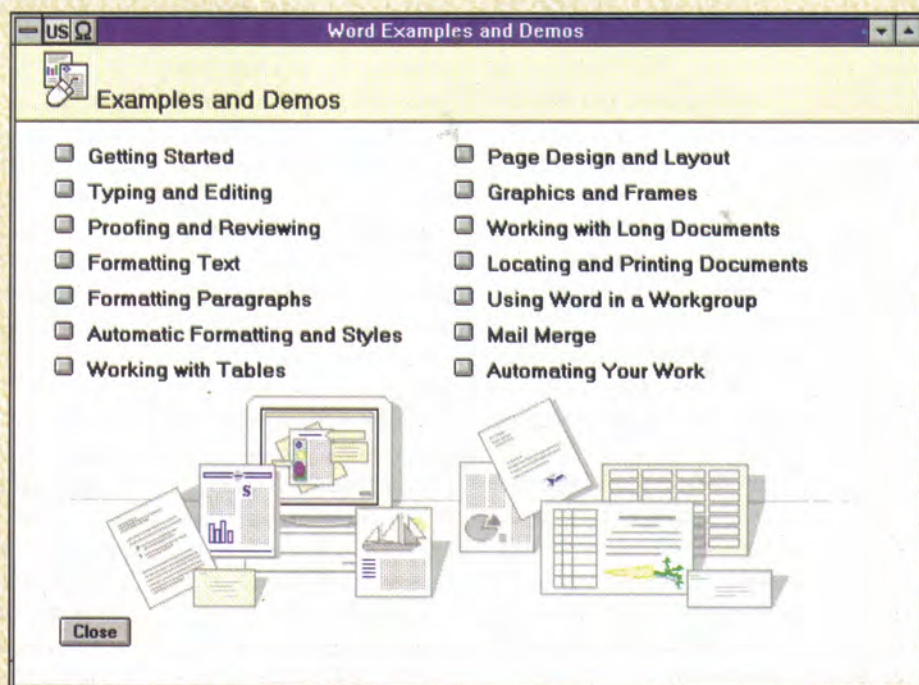 US Ω Word Examples and Demos
Examples and Demos
Getting Started
Typing and Editing
Proofing and Reviewing
Formatting Text
Formatting Paragraphs
Automatic Formatting and Styles
Working with Tables
Page Design and Layout
Graphics and Frames
Working with Long Documents
Locating and Printing Documents
Using Word in a Workgroup
Mail Merge
Automating Your Work
S
Close